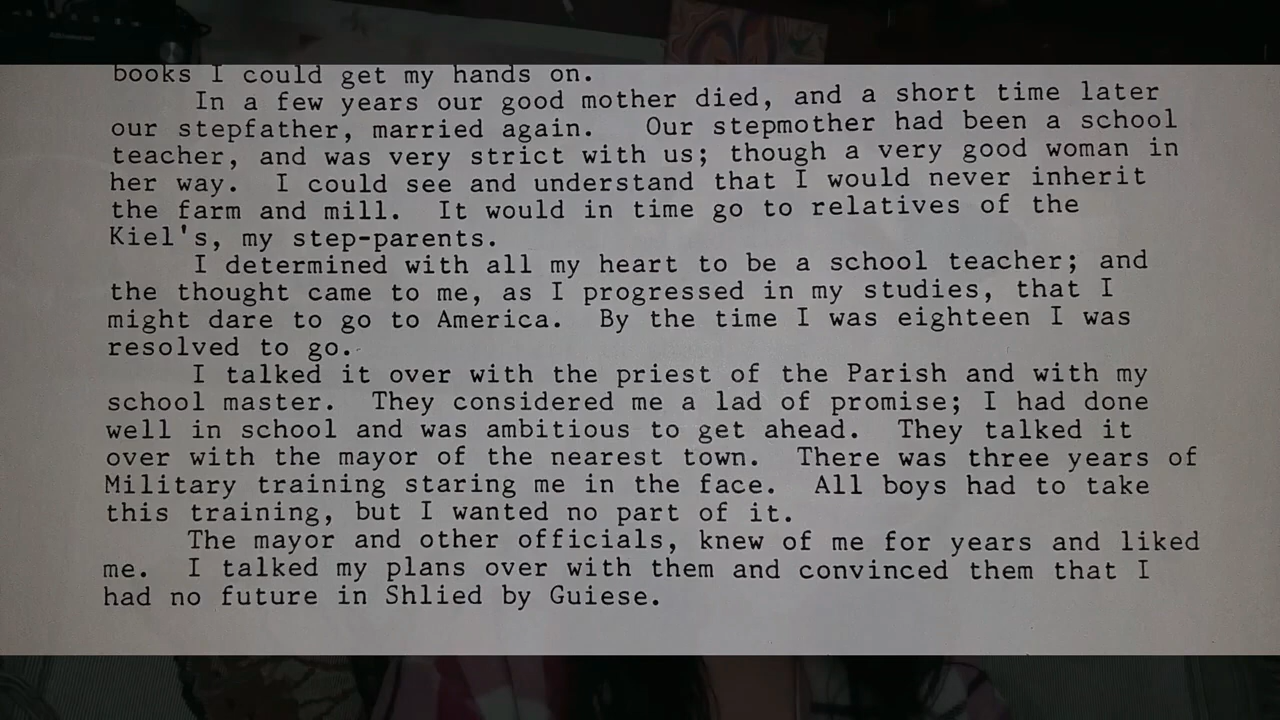 books I could get my hands on.
In a few years our good mother died, and a short time later
our stepfather, married again. Our stepmother had been a school
teacher, and was very strict with us; though a very good woman in
her way. I could see and understand that I would never inherit
the farm and mill. It would in time go to relatives of the
Kiel's, my step-parents.
I determined with all my heart to be a school teacher; and
the thought came to me, as I progressed in my studies, that I
might dare to go to America. By the time I was eighteen I was
resolved to go.
I talked it over with the priest of the Parish and with my
school master. They considered me a lad of promise; I had done
well in school and was ambitious to get ahead. They talked it
over with the mayor of the nearest town. There was three years of
Military training staring me in the face. All boys had to take
this training, but I wanted no part of it.
The mayor and other officials, knew of me for years and liked
me. I talked my plans over with them and convinced them that I
had no future in Shlied by Guiese.